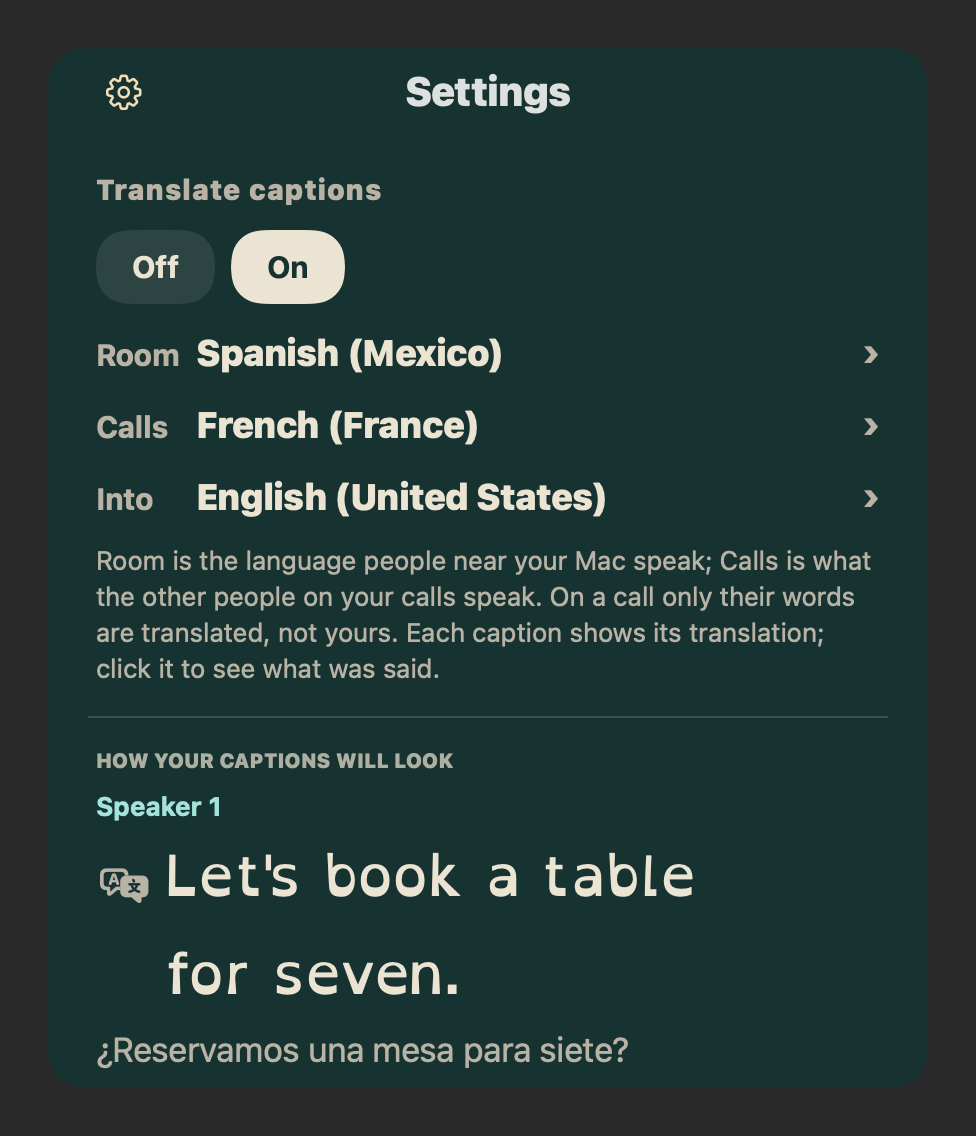 Settings
Translate captions
Off On
Room Spanish (Mexico) ›
Calls French (France) ›
Into English (United States) ›
Room is the language people near your Mac speak; Calls is what
the other people on your calls speak. On a call only their words
are translated, not yours. Each caption shows its translation;
click it to see what was said.
HOW YOUR CAPTIONS WILL LOOK
Speaker 1
A 文 Let's book a table
for seven.
¿Reservamos una mesa para siete?